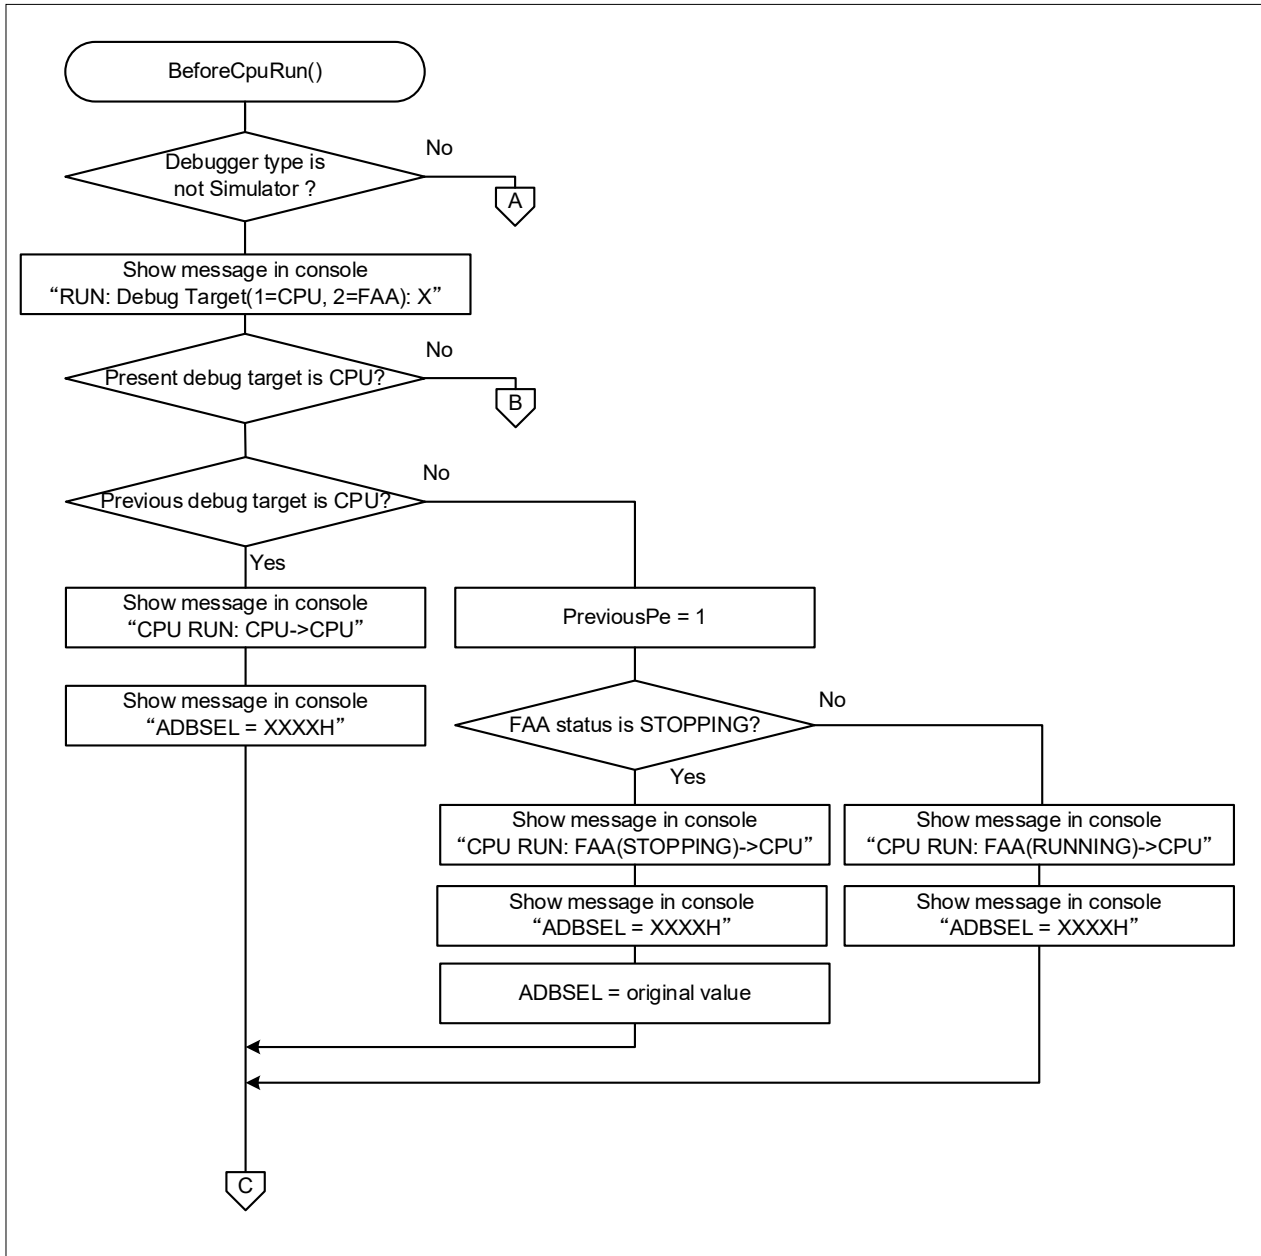 BeforeCpuRun()
Debugger type is
not Simulator ?
No
A
Show message in console
“RUN: Debug Target(1=CPU, 2=FAA): X”
No
Present debug target is CPU?
B
No
Previous debug target is CPU?
Yes
Show message in console
“CPU RUN: CPU->CPU”
PreviousPe = 1
Show message in console
“ADBSEL = XXXXH”
No
FAA status is STOPPING?
Yes
Show message in console
“CPU RUN: FAA(STOPPING)->CPU”
Show message in console
“CPU RUN: FAA(RUNNING)->CPU”
Show message in console
“ADBSEL = XXXXH”
Show message in console
“ADBSEL = XXXXH”
ADBSEL = original value
C